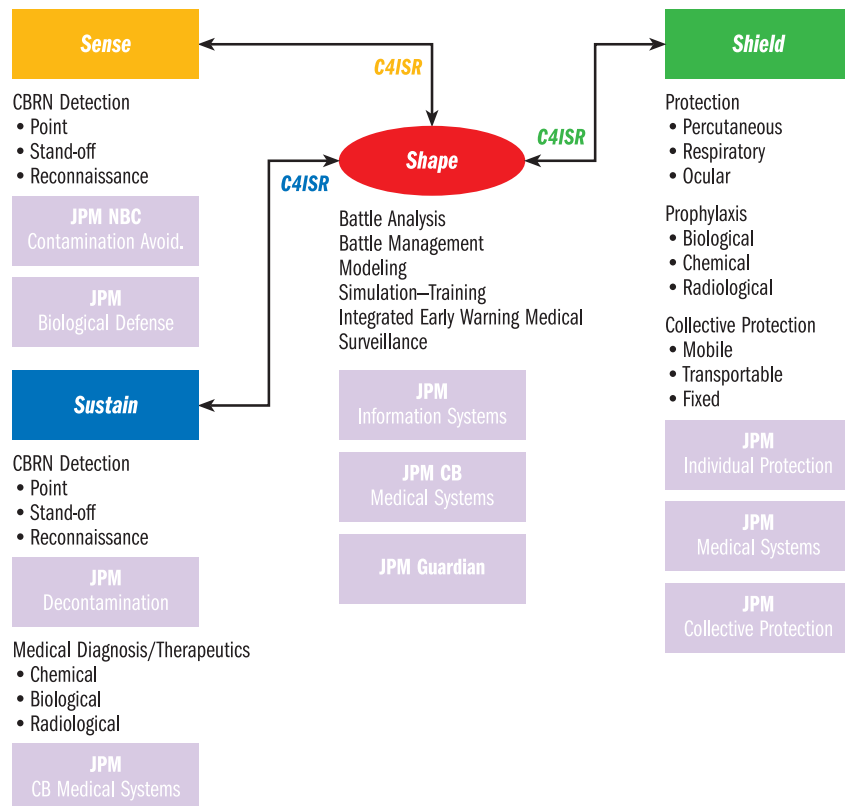 Sense
C4ISR
CBRN Detection
• Point
• Stand-off
• Reconnaissance
JPM NBC
Contamination Avoid.
JPM
Biological Defense
Sustain
C4ISR
CBRN Detection
• Point
• Stand-off
• Reconnaissance
JPM
Decontamination
Medical Diagnosis/Therapeutics
• Chemical
• Biological
• Radiological
JPM
CB Medical Systems
Shape
Battle Analysis
Battle Management
Modeling
Simulation—Training
Integrated Early Warning Medical
Surveillance
JPM
Information Systems
JPM CB
Medical Systems
JPM Guardian
Shield
C4ISR
Protection
• Percutaneous
• Respiratory
• Ocular
Prophylaxis
• Biological
• Chemical
• Radiological
Collective Protection
• Mobile
• Transportable
• Fixed
JPM
Individual Protection
JPM
Medical Systems
JPM
Collective Protection